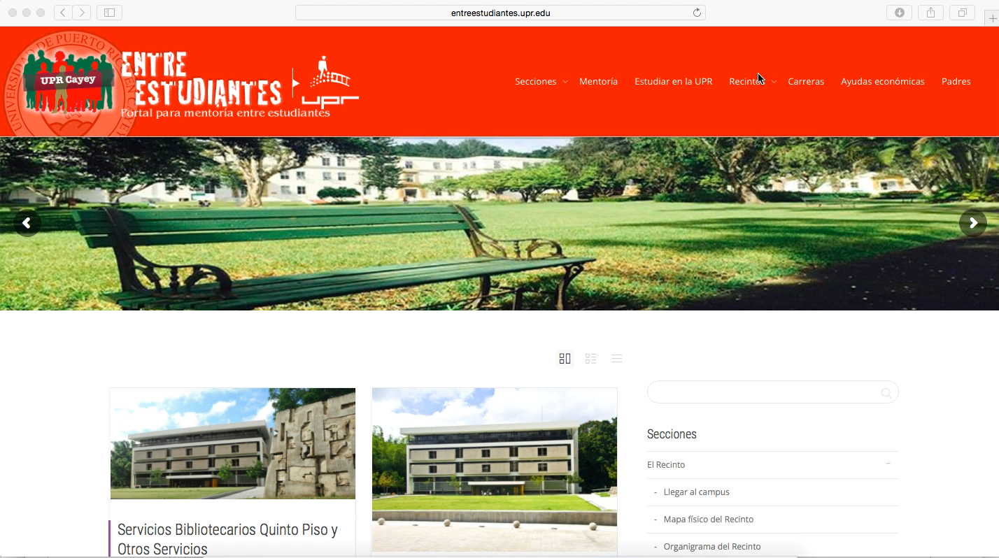 entreestudiantes.upr.edu
UNIVERSIDAD DE PUERTO RICO EN CAYEY
UPR Cayey
ENTRE
ESTUDIANTES
upr
Portal para mentoría entre estudiantes
Secciones Mentoría Estudiar en la UPR Recintos Carreras Ayudas económicas Padres
Servicios Bibliotecarios Quinto Piso y
Otros Servicios
Secciones
El Recinto
- Llegar al campus
- Mapa físico del Recinto
- Organigrama del Recinto